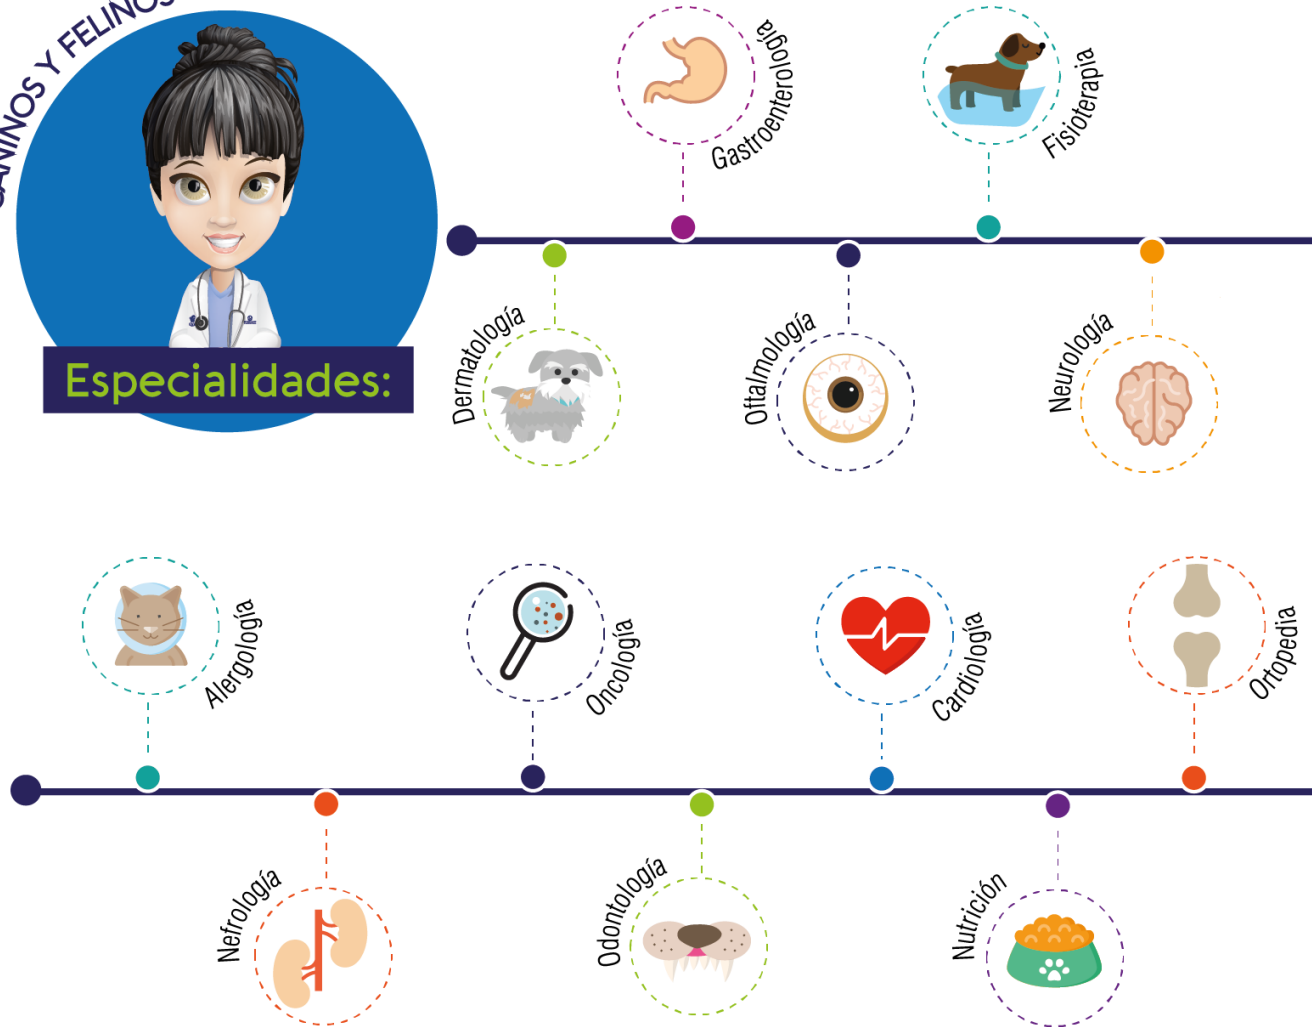 CANINOS Y FELINOS
Especialidades:
Dermatología
Gastroenterología
Oftalmología
Fisioterapia
Neurología
Alergología
Nefrología
Oncología
Odontología
Cardiología
Nutrición
Ortopedia